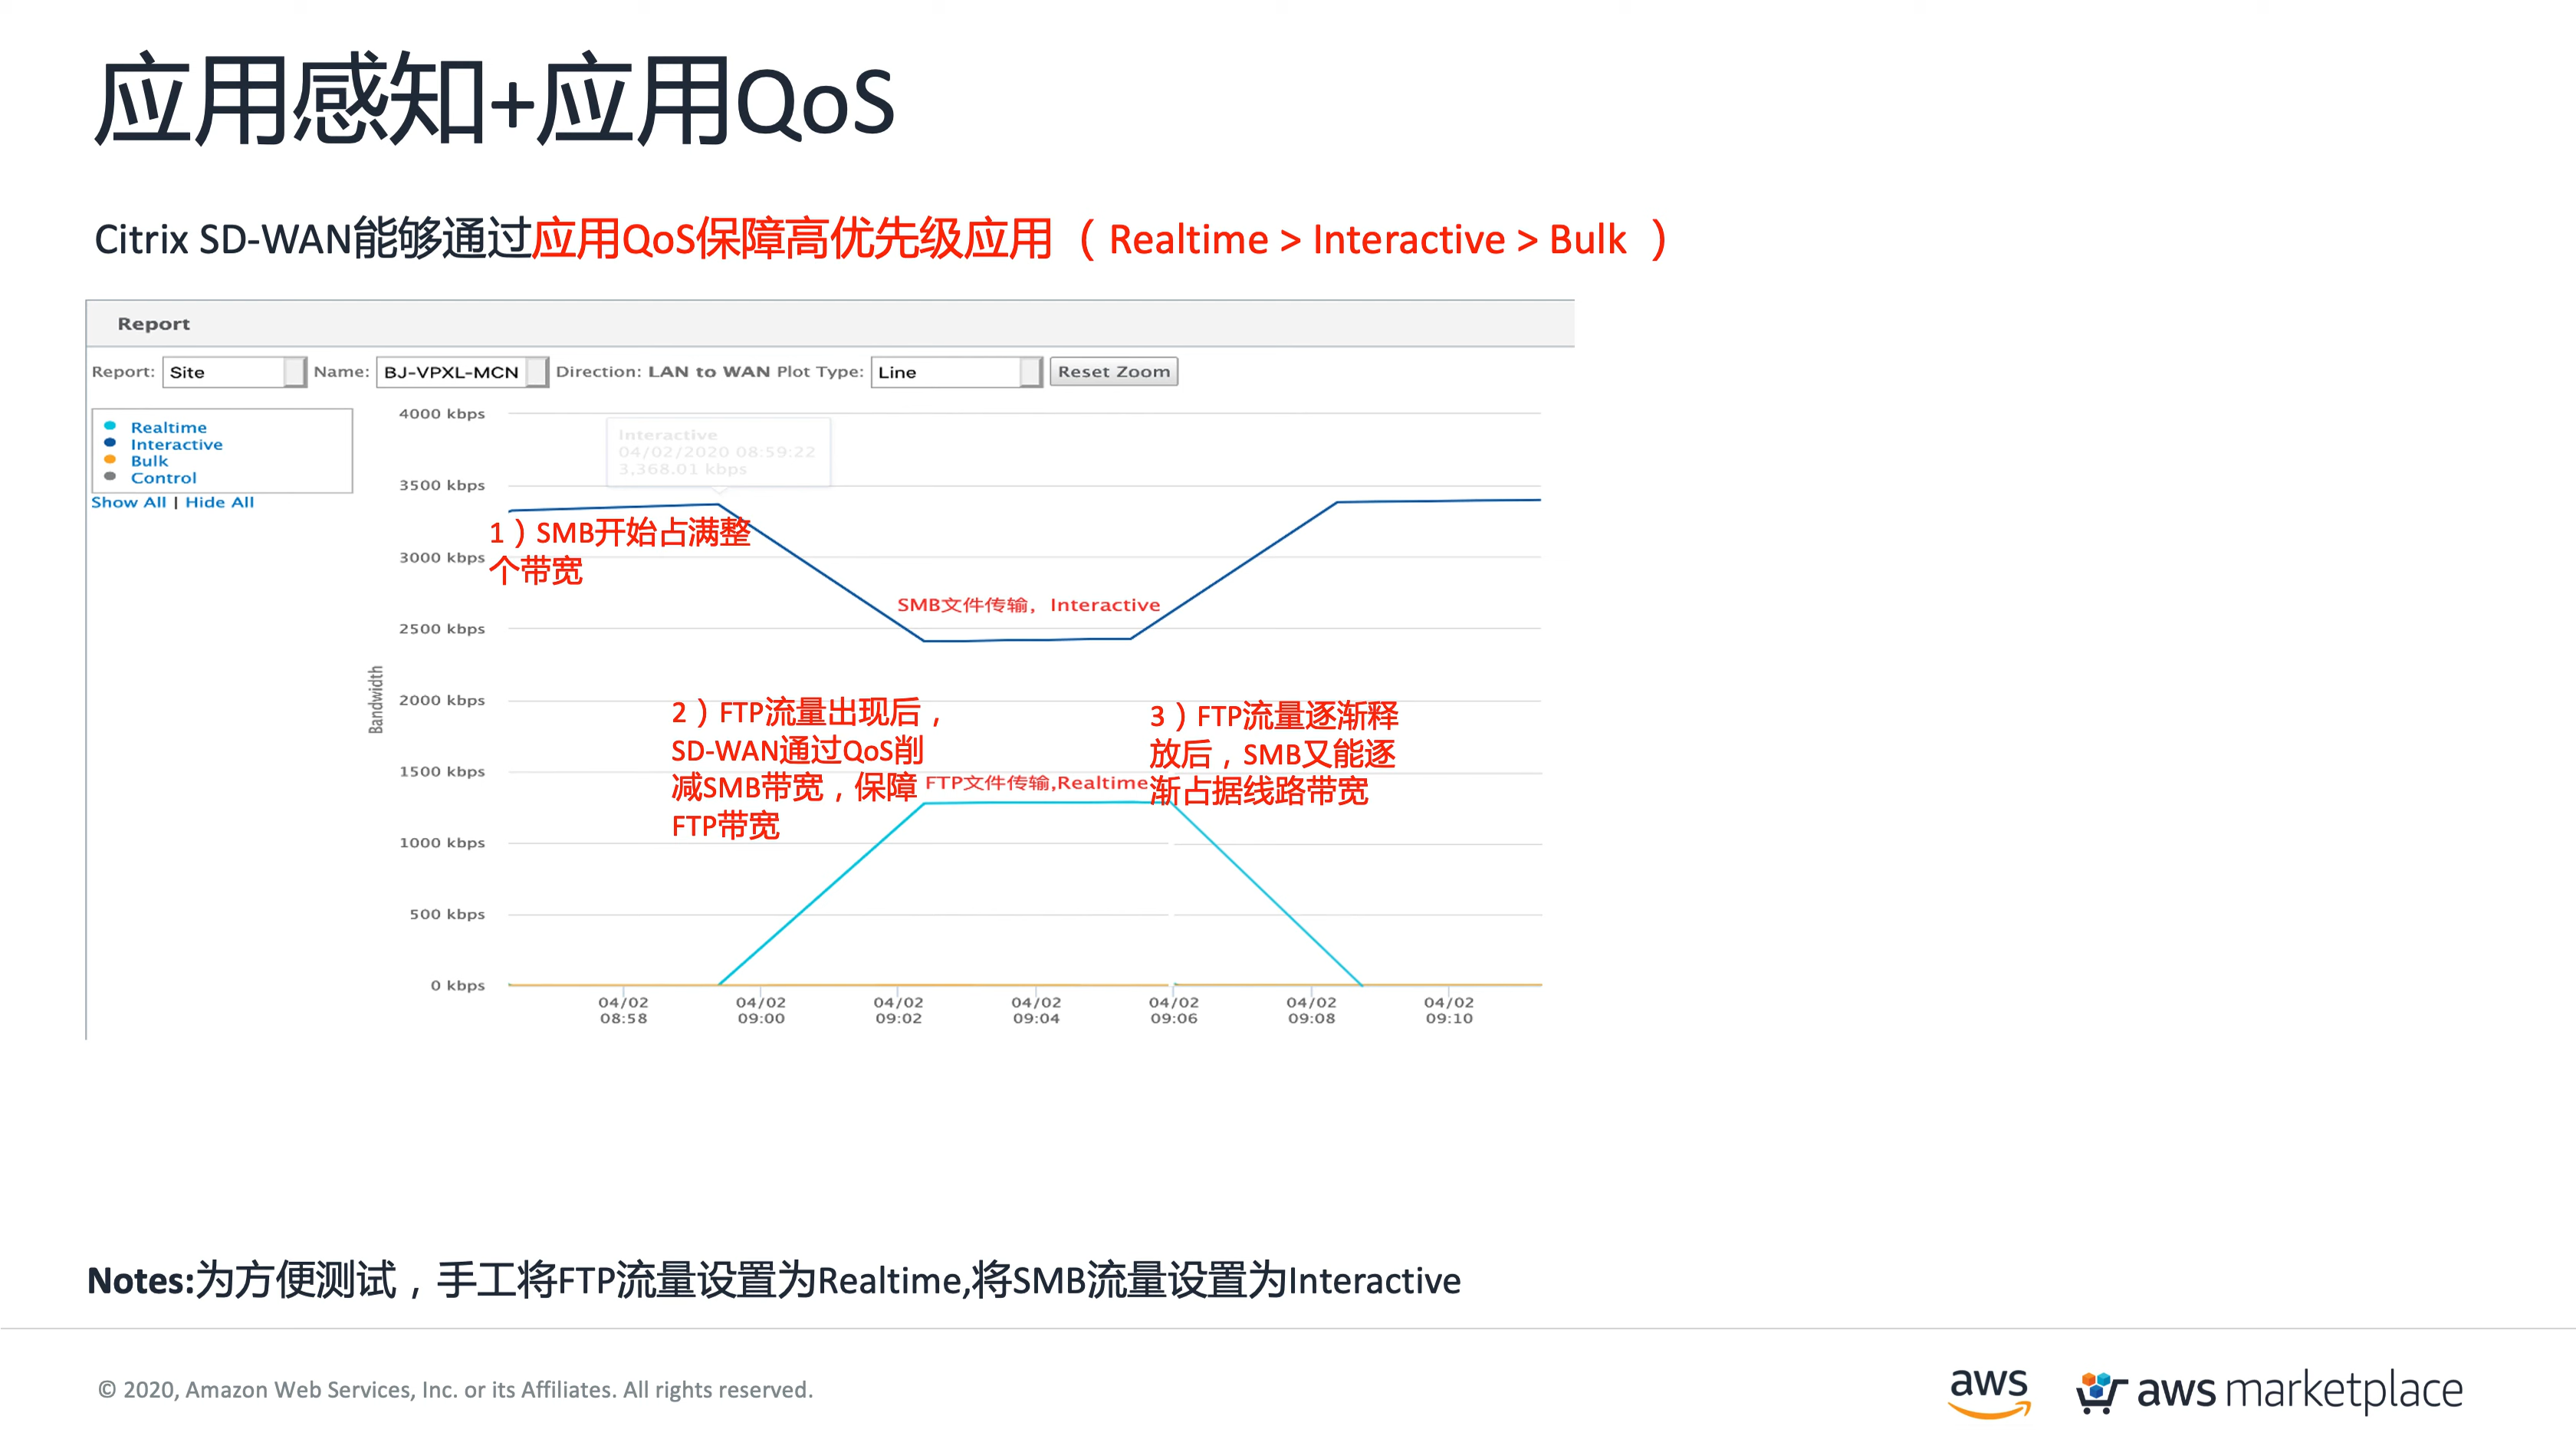 应用感知+应用QoS
Citrix SD-WAN能够通过应用QoS保障高优先级应用（Realtime > Interactive > Bulk ）
Report
Report: Site Name: BJ-VPXL-MCN Direction: LAN to WAN Plot Type: Line Reset Zoom
Realtime
Interactive
Bulk
Control
Show All | Hide All
Bandwidth
4000 kbps
3500 kbps
3000 kbps
2500 kbps
2000 kbps
1500 kbps
1000 kbps
500 kbps
0 kbps
Interactive
04/02/2020 08:59:22
3,368.01 kbps
1）SMB开始占满整
个带宽
SMB文件传输，Interactive
2）FTP流量出现后，
SD-WAN通过QoS削
减SMB带宽，保障
FTP带宽
FTP文件传输,Realtime
3）FTP流量逐渐释
放后，SMB又能逐
渐占据线路带宽
04/02 04/02 04/02 04/02 04/02 04/02 04/02
08:58 09:00 09:02 09:04 09:06 09:08 09:10
Notes:为方便测试，手工将FTP流量设置为Realtime,将SMB流量设置为Interactive
© 2020, Amazon Web Services, Inc. or its Affiliates. All rights reserved.
aws
aws marketplace